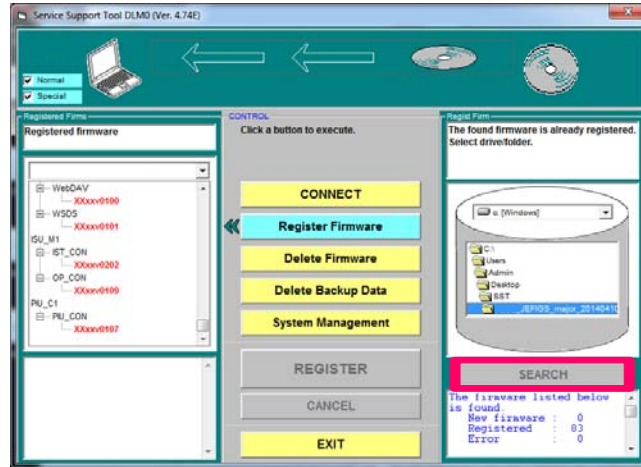 Service Support Tool DLM0 (Ver. 4.74E)
Normal
Special
Registered Firms
Registered firmware
WebDAV
XXxxv0100
WSDS
XXxxv0101
ISU_M1
IST_CON
XXxxv0202
OP_CON
XXxxv0109
PIU_C1
PIU_CON
XXxxv0107
CONTROL
Click a button to execute.
CONNECT
Register Firmware
Delete Firmware
Delete Backup Data
System Management
REGISTER
CANCEL
EXIT
Regist Firm
The found firmware is already registered.
Select drive/folder.
c: [Windows]
C:\
Users
Admin
Desktop
SST
_JEFIGS_major_20140410
SEARCH
The firmware listed below
is found.
New firmware : 0
Registered : 83
Error : 0